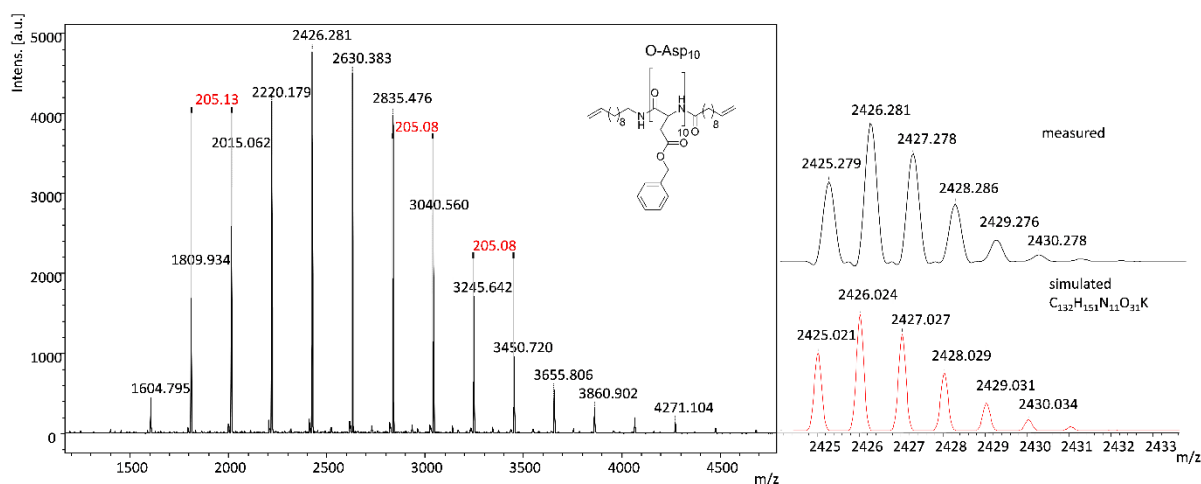 Intens. [a.u.]
5000
4000
3000
2000
1000
0
1500
2000
2500
3000
3500
4000
4500
m/z
1604.795
1809.934
205.13
2015.062
2220.179
2426.281
2630.383
2835.476
205.08
3040.560
205.08
3245.642
3450.720
3655.806
3860.902
4271.104
O-Asp₁₀
O
H
N
8
N
H
10
O
8
O
O
measured
2425.279
2426.281
2427.278
2428.286
2429.276
2430.278
simulated
C₁₃₂H₁₅₁N₁₁O₃₁K
2425.021
2426.024
2427.027
2428.029
2429.031
2430.034
2425 2426 2427 2428 2429 2430 2431 2432 2433
m/z